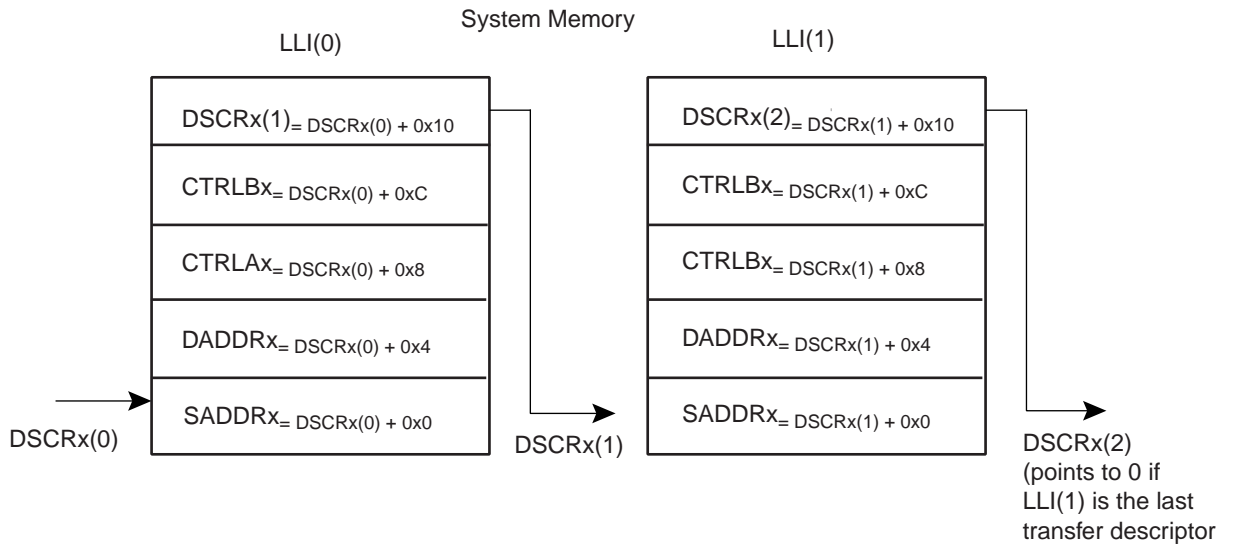 System Memory
LLI(0)
LLI(1)
DSCRx(1)= DSCRx(0) + 0x10
CTRLBx= DSCRx(0) + 0xC
CTRLAx= DSCRx(0) + 0x8
DADDRx= DSCRx(0) + 0x4
SADDRx= DSCRx(0) + 0x0
DSCRx(0)
DSCRx(1)
DSCRx(2)= DSCRx(1) + 0x10
CTRLBx= DSCRx(1) + 0xC
CTRLBx= DSCRx(1) + 0x8
DADDRx= DSCRx(1) + 0x4
SADDRx= DSCRx(1) + 0x0
DSCRx(2)
(points to 0 if
LLI(1) is the last
transfer descriptor